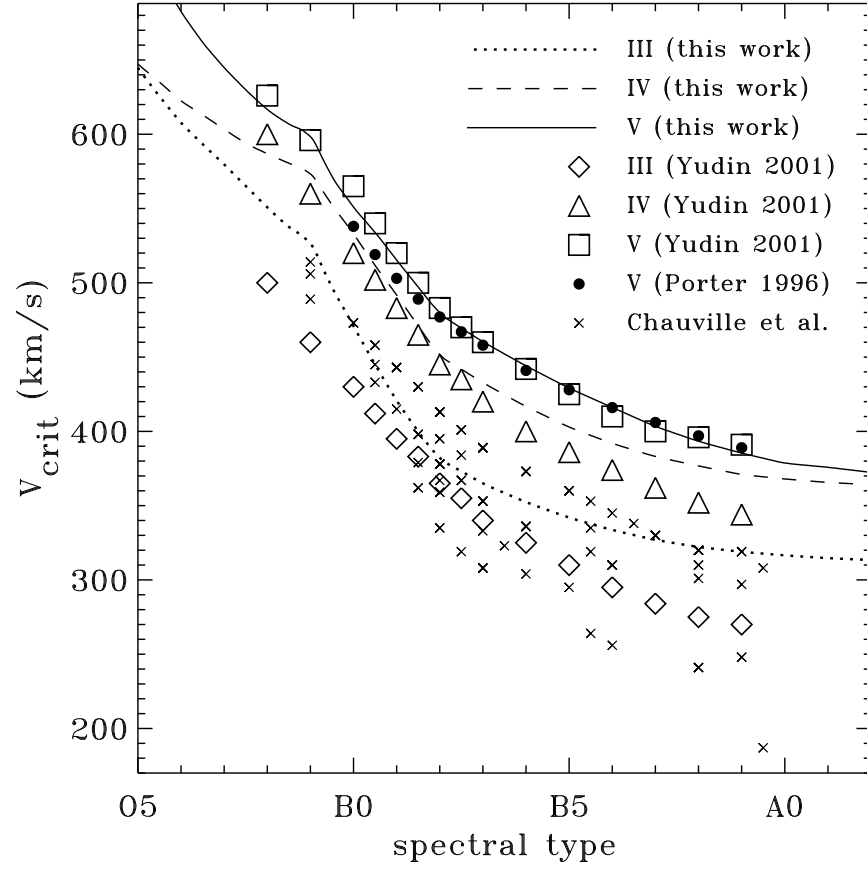 III (this work)
IV (this work)
V (this work)
III (Yudin 2001)
IV (Yudin 2001)
V (Yudin 2001)
V (Porter 1996)
Chauville et al.
600
500
400
300
200
Vcrit (km/s)
O5 B0 B5 A0
spectral type